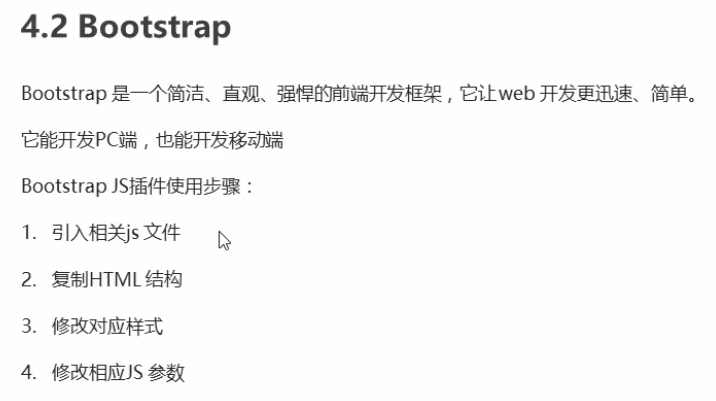 4.2 Bootstrap
Bootstrap 是一个简洁、直观、强悍的前端开发框架，它让web 开发更迅速、简单。
它能开发PC端，也能开发移动端
Bootstrap JS插件使用步骤：
1. 引入相关js 文件
2. 复制HTML 结构
3. 修改对应样式
4. 修改相应JS 参数